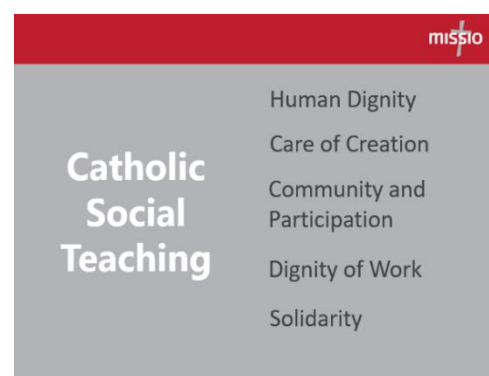 missio
Catholic
Social
Teaching
Human Dignity
Care of Creation
Community and
Participation
Dignity of Work
Solidarity